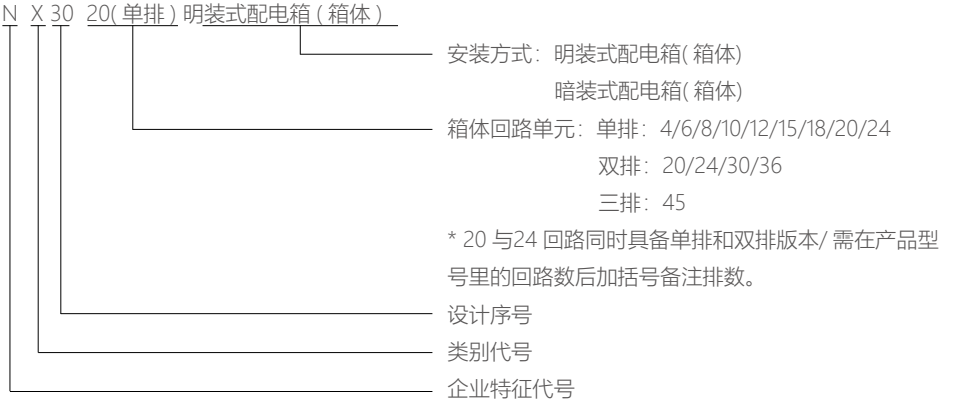 N X 30 20(单排) 明装式配电箱(箱体)
安装方式：明装式配电箱(箱体)
暗装式配电箱(箱体)
箱体回路单元：单排：4/6/8/10/12/15/18/20/24
双排：20/24/30/36
三排：45
* 20 与24 回路同时具备单排和双排版本/ 需在产品型
号里的回路数后加括号备注排数。
设计序号
类别代号
企业特征代号